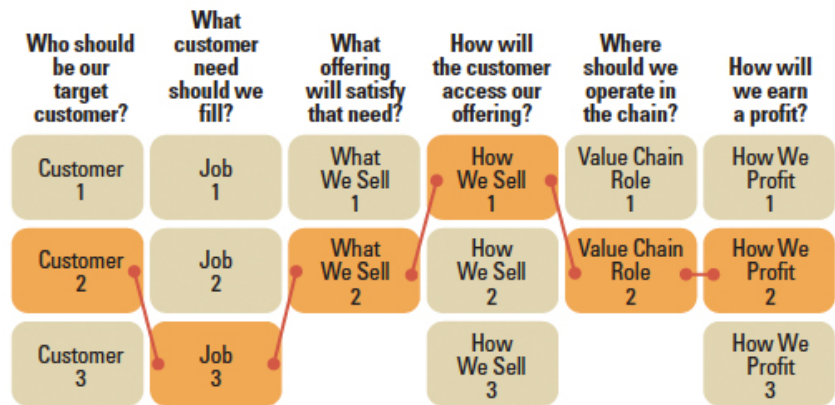 Who should
be our
target
customer?
What
customer
need
should we
fill?
What
offering
will satisfy
that need?
How will
the customer
access our
offering?
Where
should we
operate in
the chain?
How will
we earn
a profit?
Customer
1
Job
1
What
We Sell
1
How
We Sell
1
Value Chain
Role
1
How We
Profit
1
Customer
2
Job
2
What
We Sell
2
How
We Sell
2
Value Chain
Role
2
How We
Profit
2
Customer
3
Job
3
How
We Sell
3
How We
Profit
3